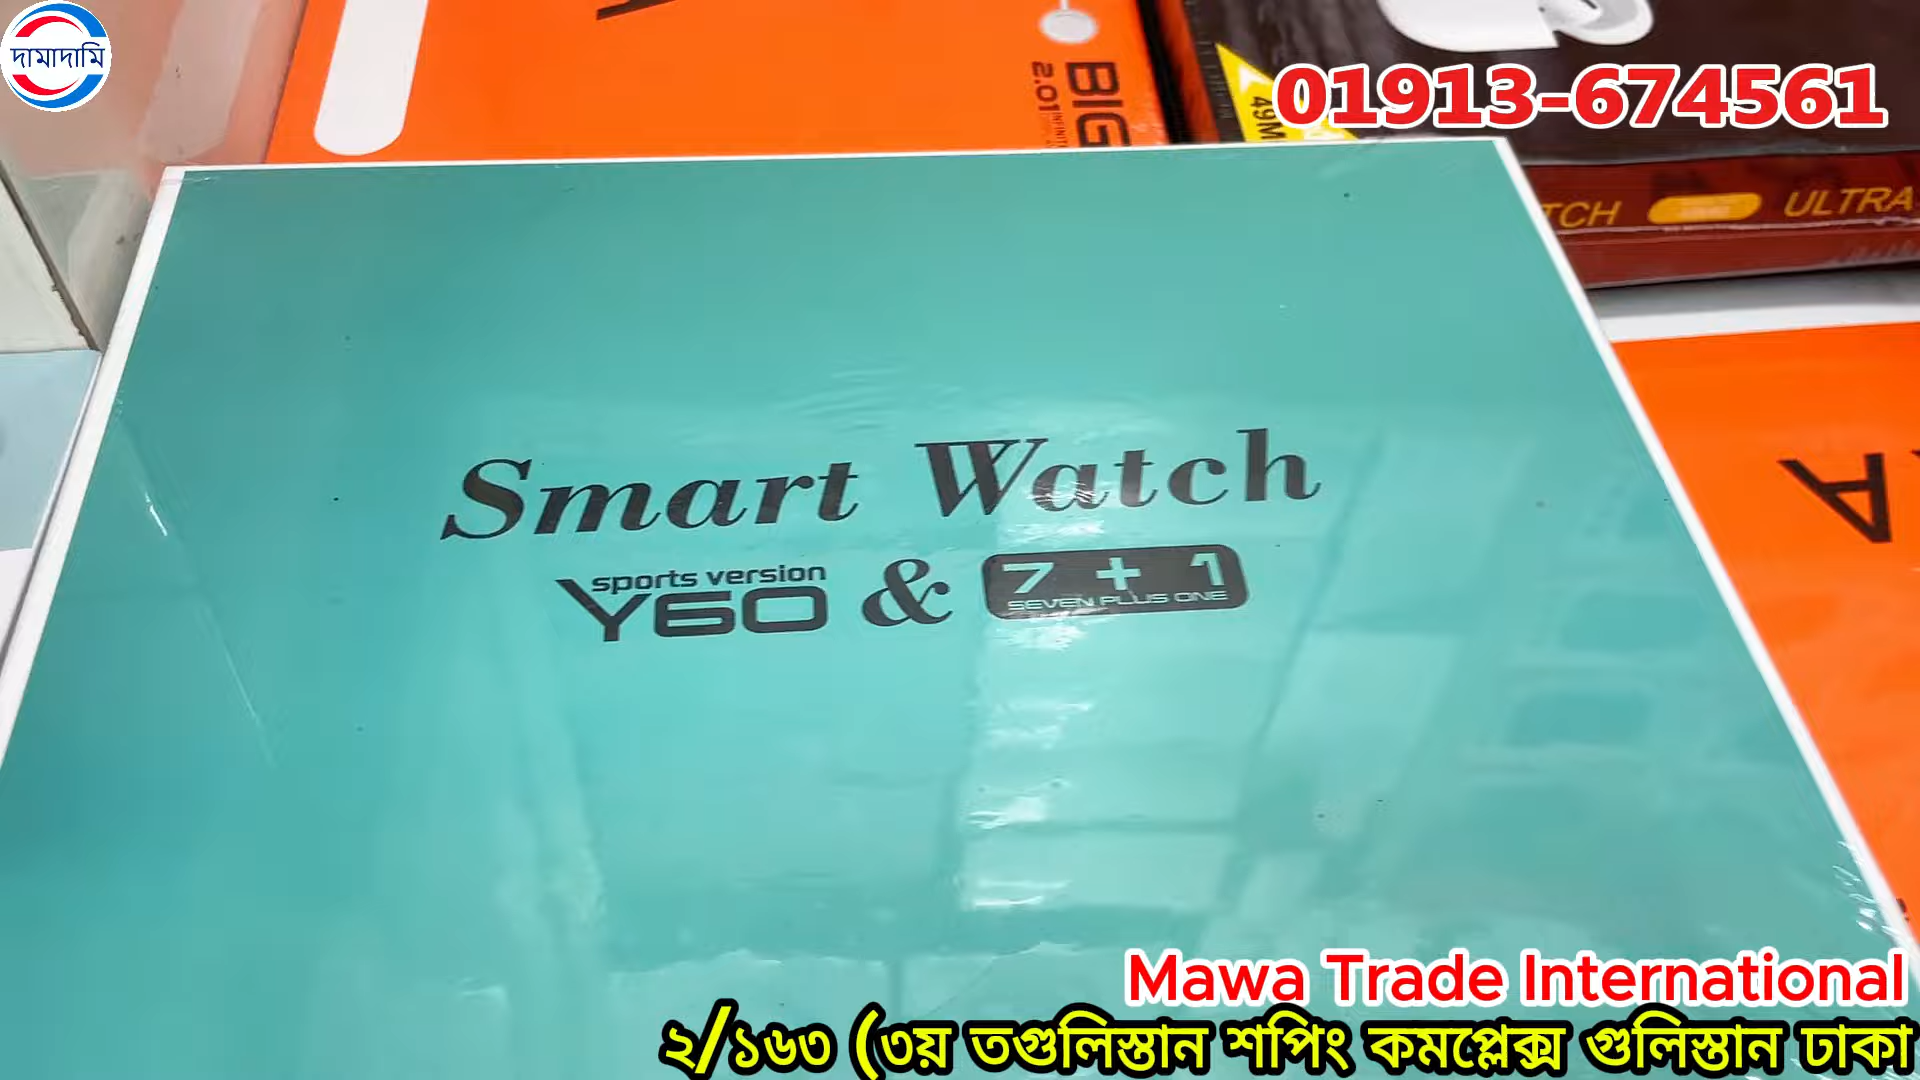 দামাদামি
BIG
2.01
49M
01913-674561
TCH ULTRA
Smart Watch
sports version
Y60 & 7 + 1
SEVEN PLUS ONE
A
Mawa Trade International
২/১৬৩ (৩য় তগুলিস্তান শপিং কমপ্লেক্স গুলিস্তান ঢাকা